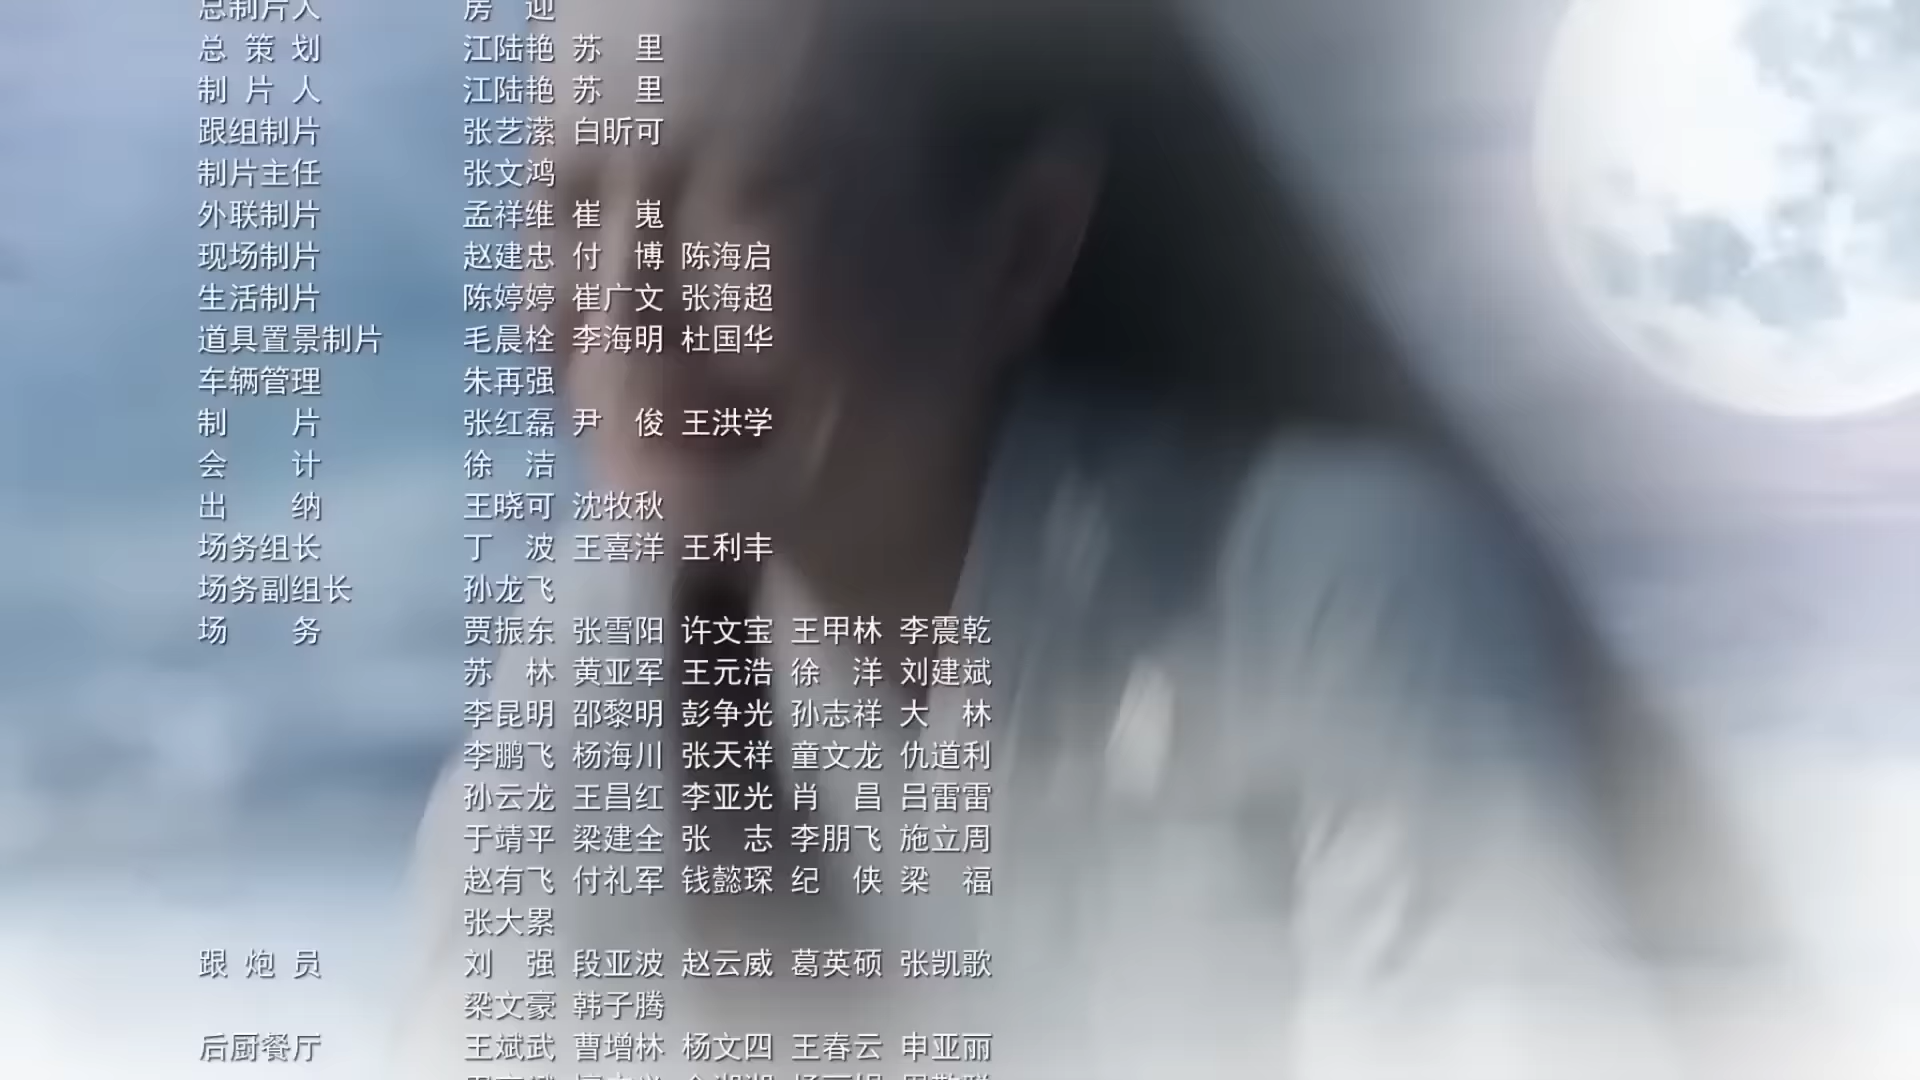 总制片人 房 迎
总 策 划 江陆艳 苏 里
制 片 人 江陆艳 苏 里
跟组制片 张艺潆 白昕可
制片主任 张文鸿
外联制片 孟祥维 崔 嵬
现场制片 赵建忠 付 博 陈海启
生活制片 陈婷婷 崔广文 张海超
道具置景制片 毛晨栓 李海明 杜国华
车辆管理 朱再强
制 片 张红磊 尹 俊 王洪学
会 计 徐 洁
出 纳 王晓可 沈牧秋
场务组长 丁 波 王喜洋 王利丰
场务副组长 孙龙飞
场 务 贾振东 张雪阳 许文宝 王甲林 李震乾
苏 林 黄亚军 王元浩 徐 洋 刘建斌
李昆明 邵黎明 彭争光 孙志祥 大 林
李鹏飞 杨海川 张天祥 童文龙 仇道利
孙云龙 王昌红 李亚光 肖 昌 吕雷雷
于靖平 梁建全 张 志 李朋飞 施立周
赵有飞 付礼军 钱懿琛 纪 侠 梁 福
张大累
跟 炮 员 刘 强 段亚波 赵云威 葛英硕 张凯歌
梁文豪 韩子腾
后厨餐厅 王斌武 曹增林 杨文四 王春云 申亚丽